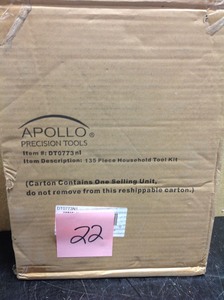 APOLLO®
PRECISION TOOLS
Item #: DT0773n1
Item Description: 135 Piece Household Tool Kit
(Carton Contains One Selling Unit,
do not remove from this reshippable carton.)
DT0773N1
22